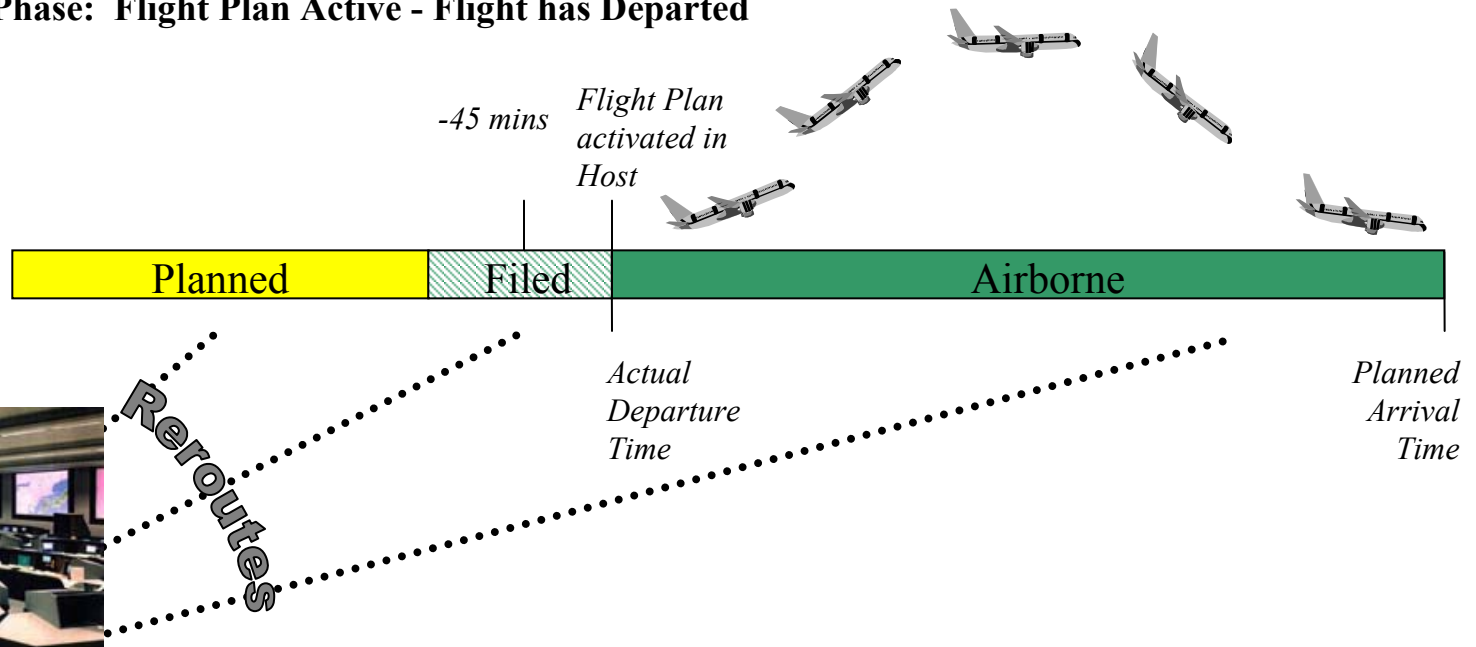 Phase: Flight Plan Active - Flight has Departed
-45 mins
Flight Plan
activated in
Host
Planned
Filed
Airborne
Actual
Departure
Time
Planned
Arrival
Time
Reroutes